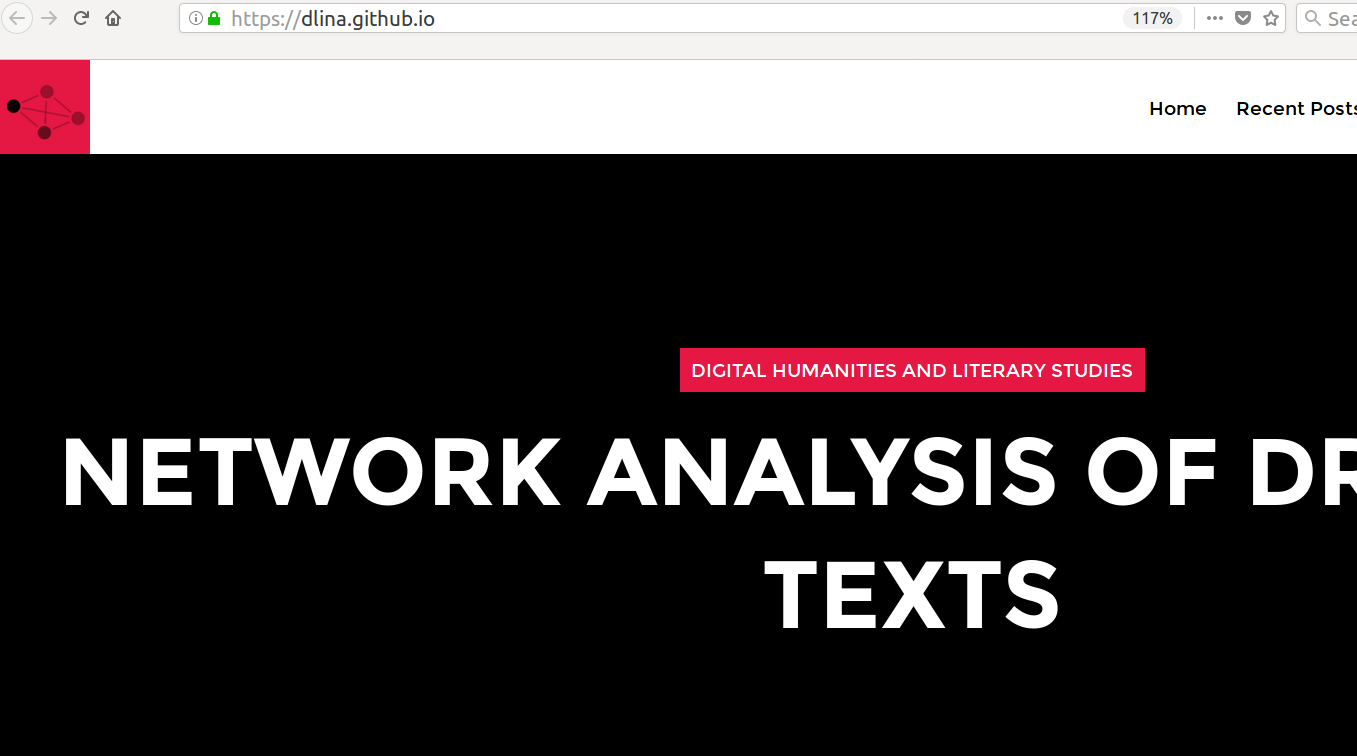 https://dlina.github.io 117% Sea
Home Recent Posts
DIGITAL HUMANITIES AND LITERARY STUDIES
NETWORK ANALYSIS OF DR
TEXTS